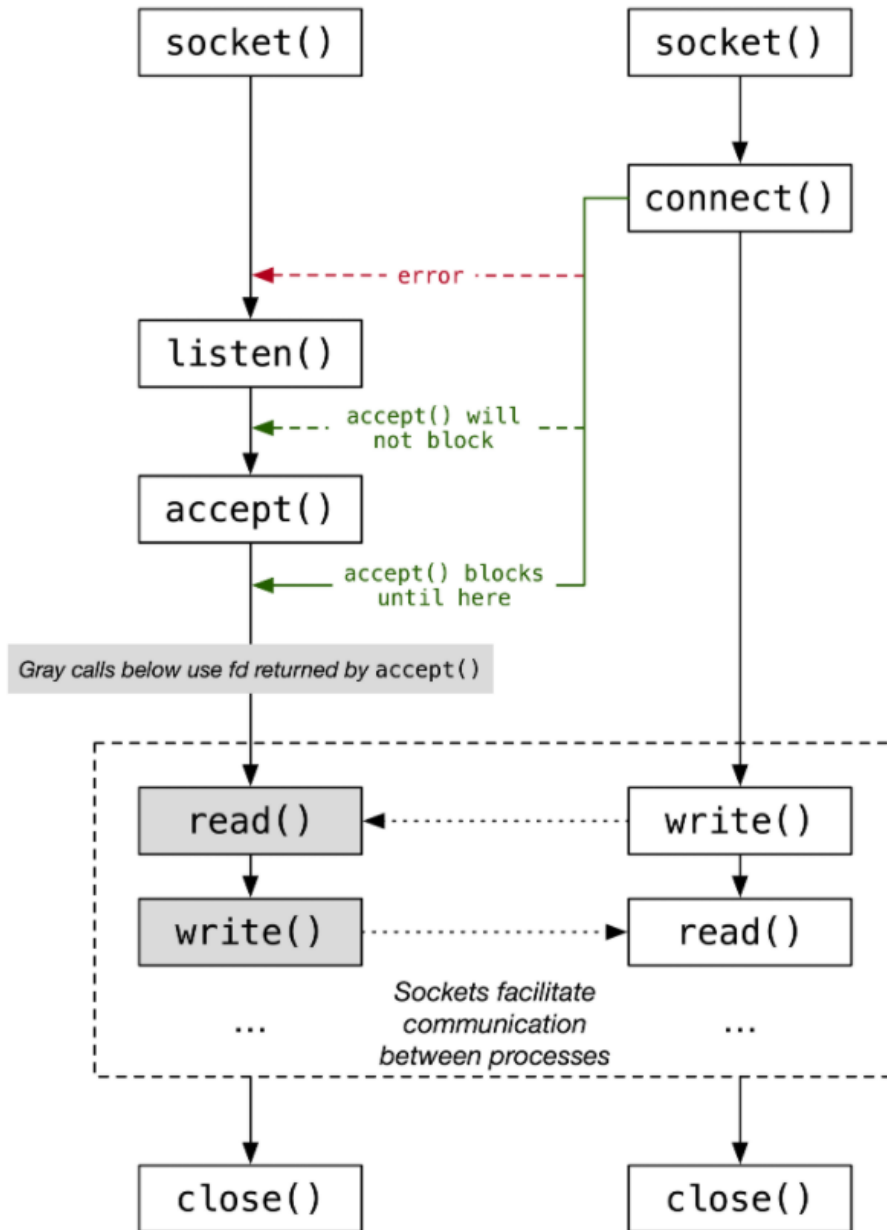 socket()
socket()
connect()
error
listen()
accept() will
not block
accept()
accept() blocks
until here
Gray calls below use fd returned by accept()
read()
write()
write()
read()
Sockets facilitate
...
communication
...
between processes
close()
close()